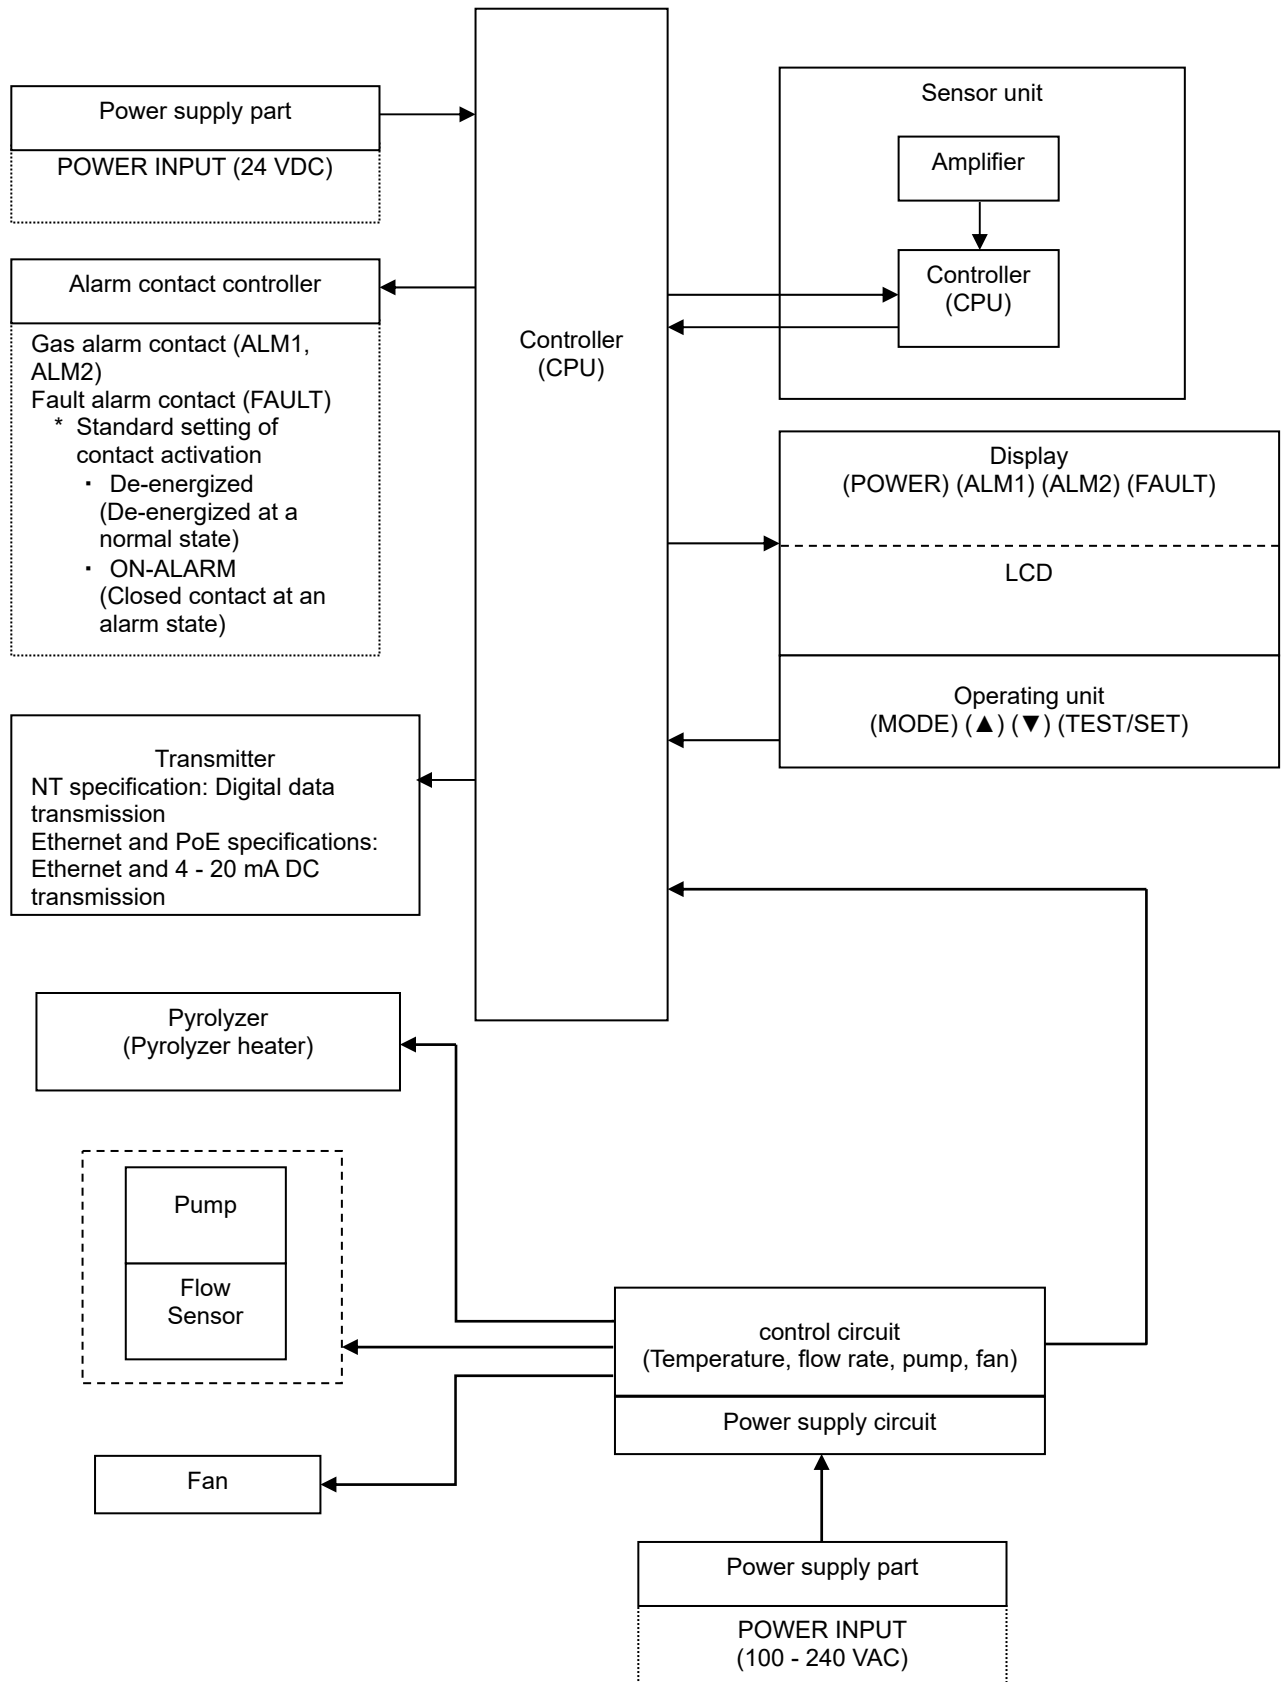 Power supply part
POWER INPUT (24 VDC)
Alarm contact controller
Gas alarm contact (ALM1,
ALM2)
Fault alarm contact (FAULT)
* Standard setting of
contact activation
・ De-energized
(De-energized at a
normal state)
・ ON-ALARM
(Closed contact at an
alarm state)
Transmitter
NT specification: Digital data
transmission
Ethernet and PoE specifications:
Ethernet and 4 - 20 mA DC
transmission
Controller
(CPU)
Sensor unit
Amplifier
Controller
(CPU)
Display
(POWER) (ALM1) (ALM2) (FAULT)
LCD
Operating unit
(MODE) (▲) (▼) (TEST/SET)
Pyrolyzer
(Pyrolyzer heater)
Pump
Flow
Sensor
Fan
control circuit
(Temperature, flow rate, pump, fan)
Power supply circuit
Power supply part
POWER INPUT
(100 - 240 VAC)